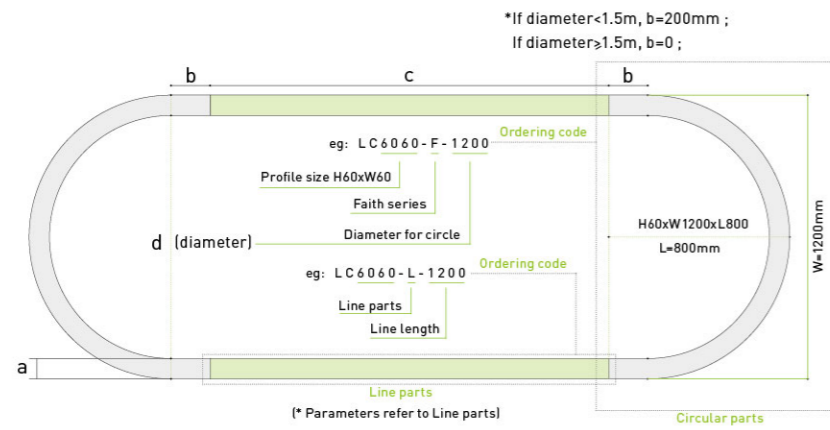 *If diameter<1.5m, b=200mm ;
If diameter⩾1.5m, b=0 ;
b
c
b
Ordering code
eg: LC6060-F-1200
Profile size H60xW60
Faith series
d (diameter)
Diameter for circle
H60xW1200xL800
L=800mm
W=1200mm
Ordering code
eg: LC6060-L-1200
Line parts
Line length
a
Line parts
(* Parameters refer to Line parts)
Circular parts